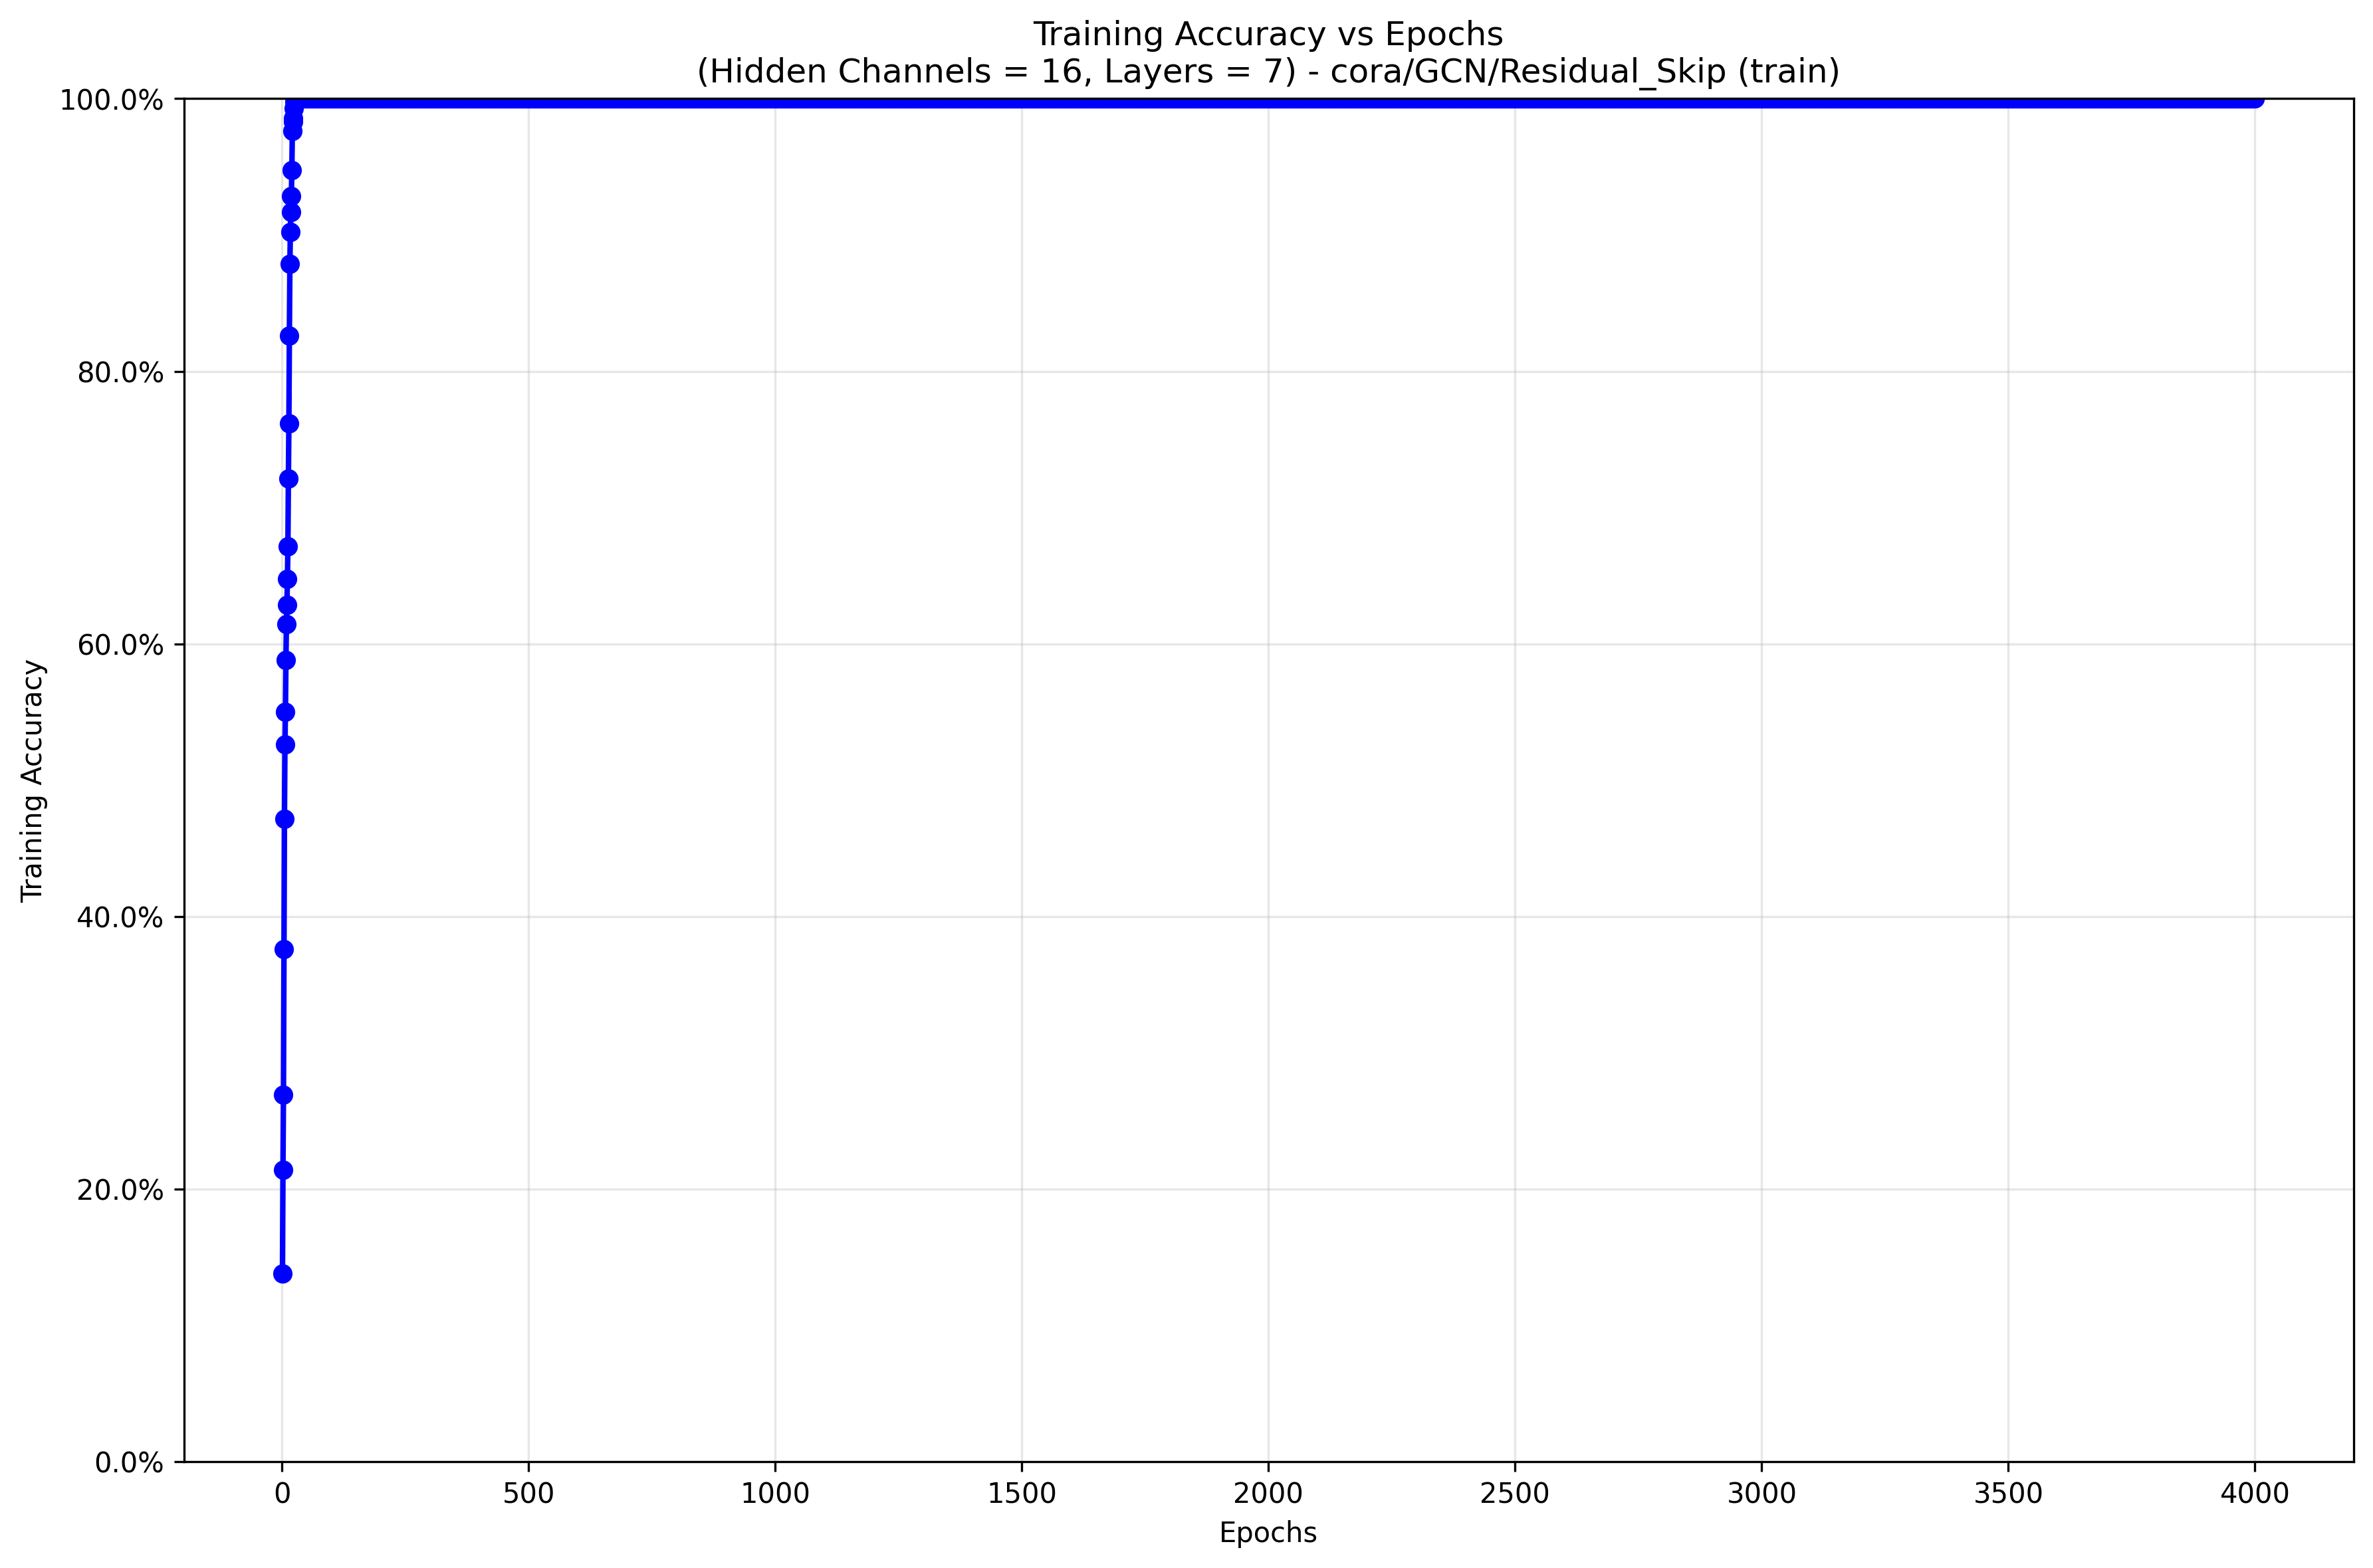 Training Accuracy vs Epochs
(Hidden Channels = 16, Layers = 7) - cora/GCN/Residual_Skip (train)
100.0%
80.0%
60.0%
40.0%
20.0%
0.0%
Training Accuracy
0 500 1000 1500 2000 2500 3000 3500 4000
Epochs